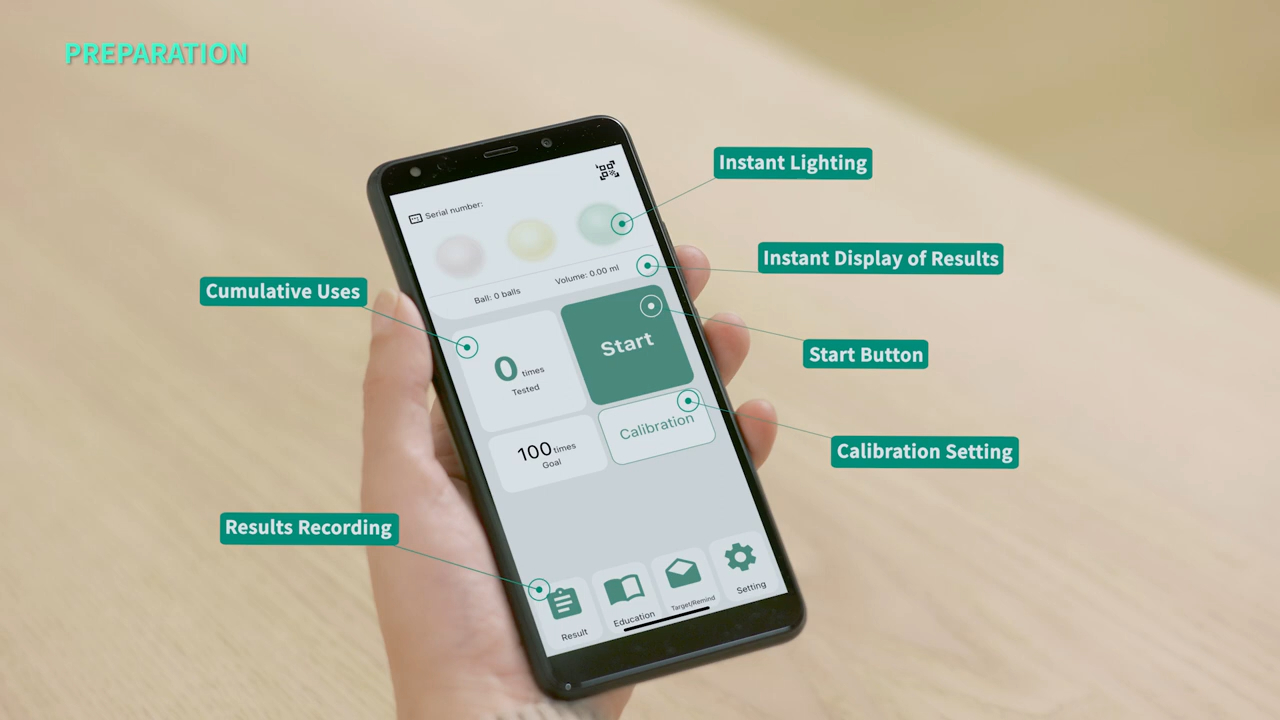 PREPARATION
Instant Lighting
Serial number:
Instant Display of Results
Ball: 0 balls
Volume: 0.00 ml
Cumulative Uses
Start
Start Button
0 times
Tested
Calibration
Calibration Setting
100 times
Goal
Results Recording
Result
Education
Target/Remind
Setting